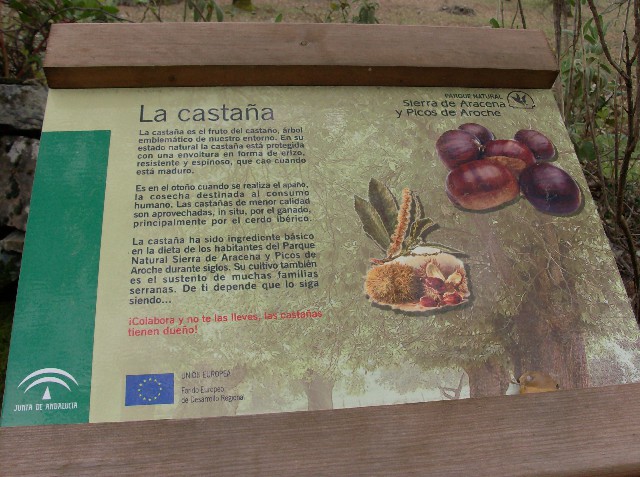 La castaña
PARQUE NATURAL
Sierra de Aracena
y Picos de Aroche
La castaña es el fruto del castaño, árbol
emblemático de nuestro entorno. En su
estado natural la castaña está protegida
con una envoltura en forma de erizo,
resistente y espinoso, que cae cuando
está maduro.
Es en el otoño cuando se realiza el apaño,
la cosecha destinada al consumo
humano. Las castañas de menor calidad
son aprovechadas, in situ, por el ganado,
principalmente por el cerdo ibérico.
La castaña ha sido ingrediente básico
en la dieta de los habitantes del Parque
Natural Sierra de Aracena y Picos de
Aroche durante siglos. Su cultivo también
es el sustento de muchas familias
serranas. De ti depende que lo siga
siendo...
¡Colabora y no te las lleves, las castañas
tienen dueño!
UNIÓN EUROPEA
Fondo Europeo
de Desarrollo Regional
JUNTA DE ANDALUCIA